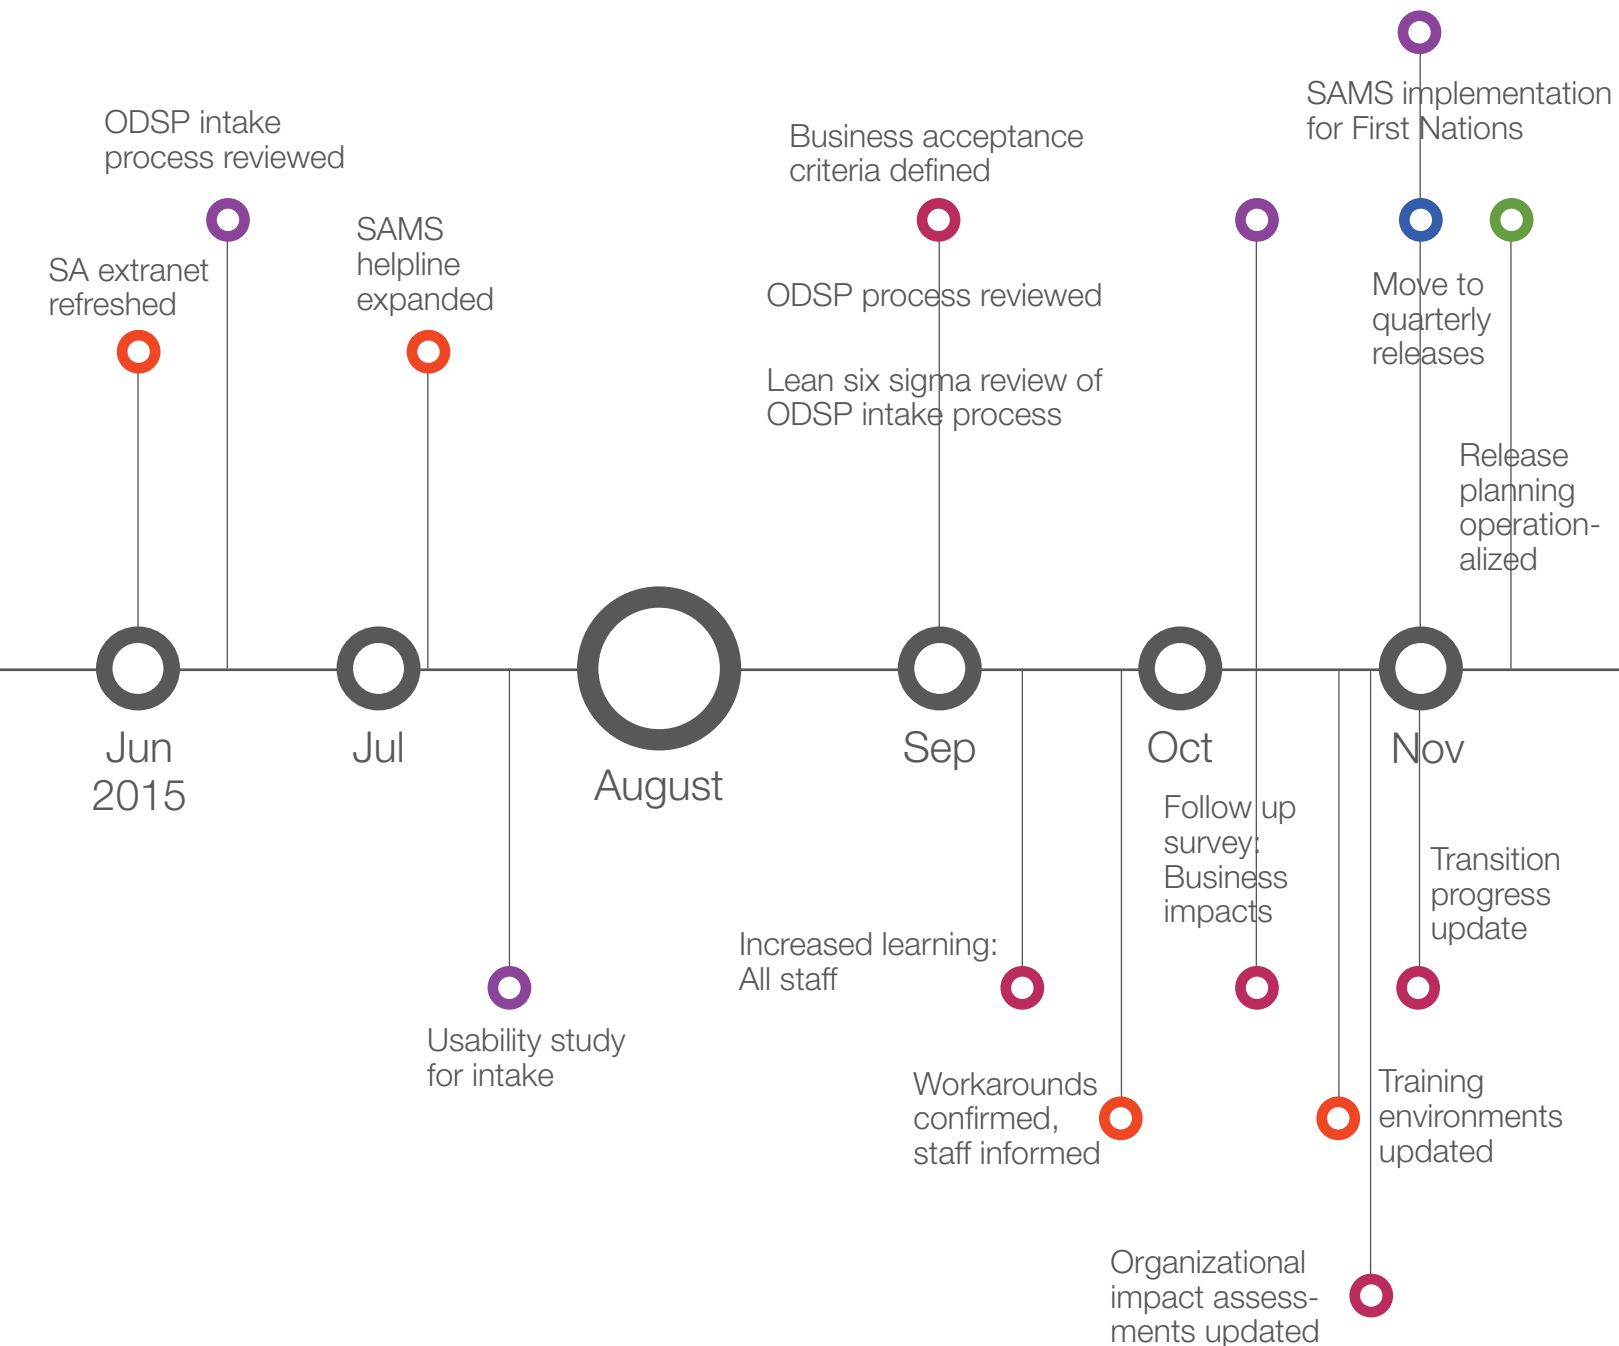 SAMS implementation
for First Nations
ODSP intake
process reviewed
Business acceptance
criteria defined
SAMS
helpline
expanded
SA extranet
refreshed
ODSP process reviewed
Move to
quarterly
releases
Lean six sigma review of
ODSP intake process
Release
planning
operation-
alized
Jun
2015
Jul
August
Sep
Oct
Nov
Follow up
survey:
Business
impacts
Transition
progress
update
Increased learning:
All staff
Usability study
for intake
Workarounds
confirmed,
staff informed
Training
environments
updated
Organizational
impact assess-
ments updated